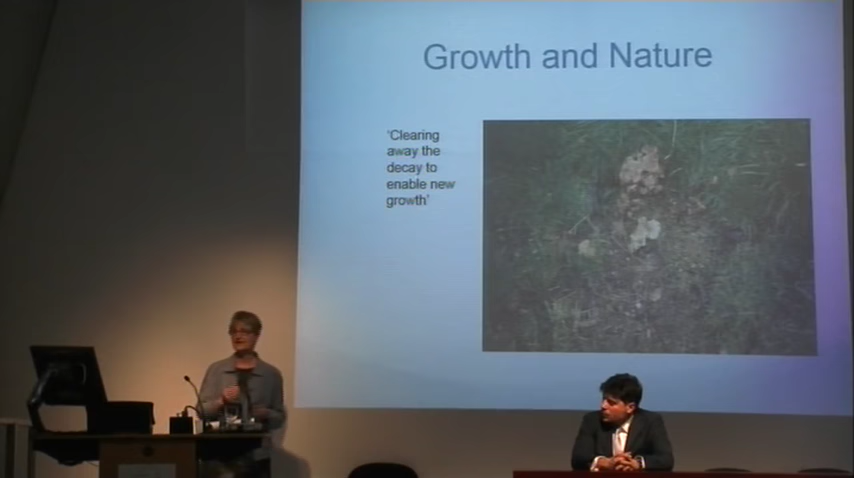 Growth and Nature
'Clearing
away the
decay to
enable new
growth'